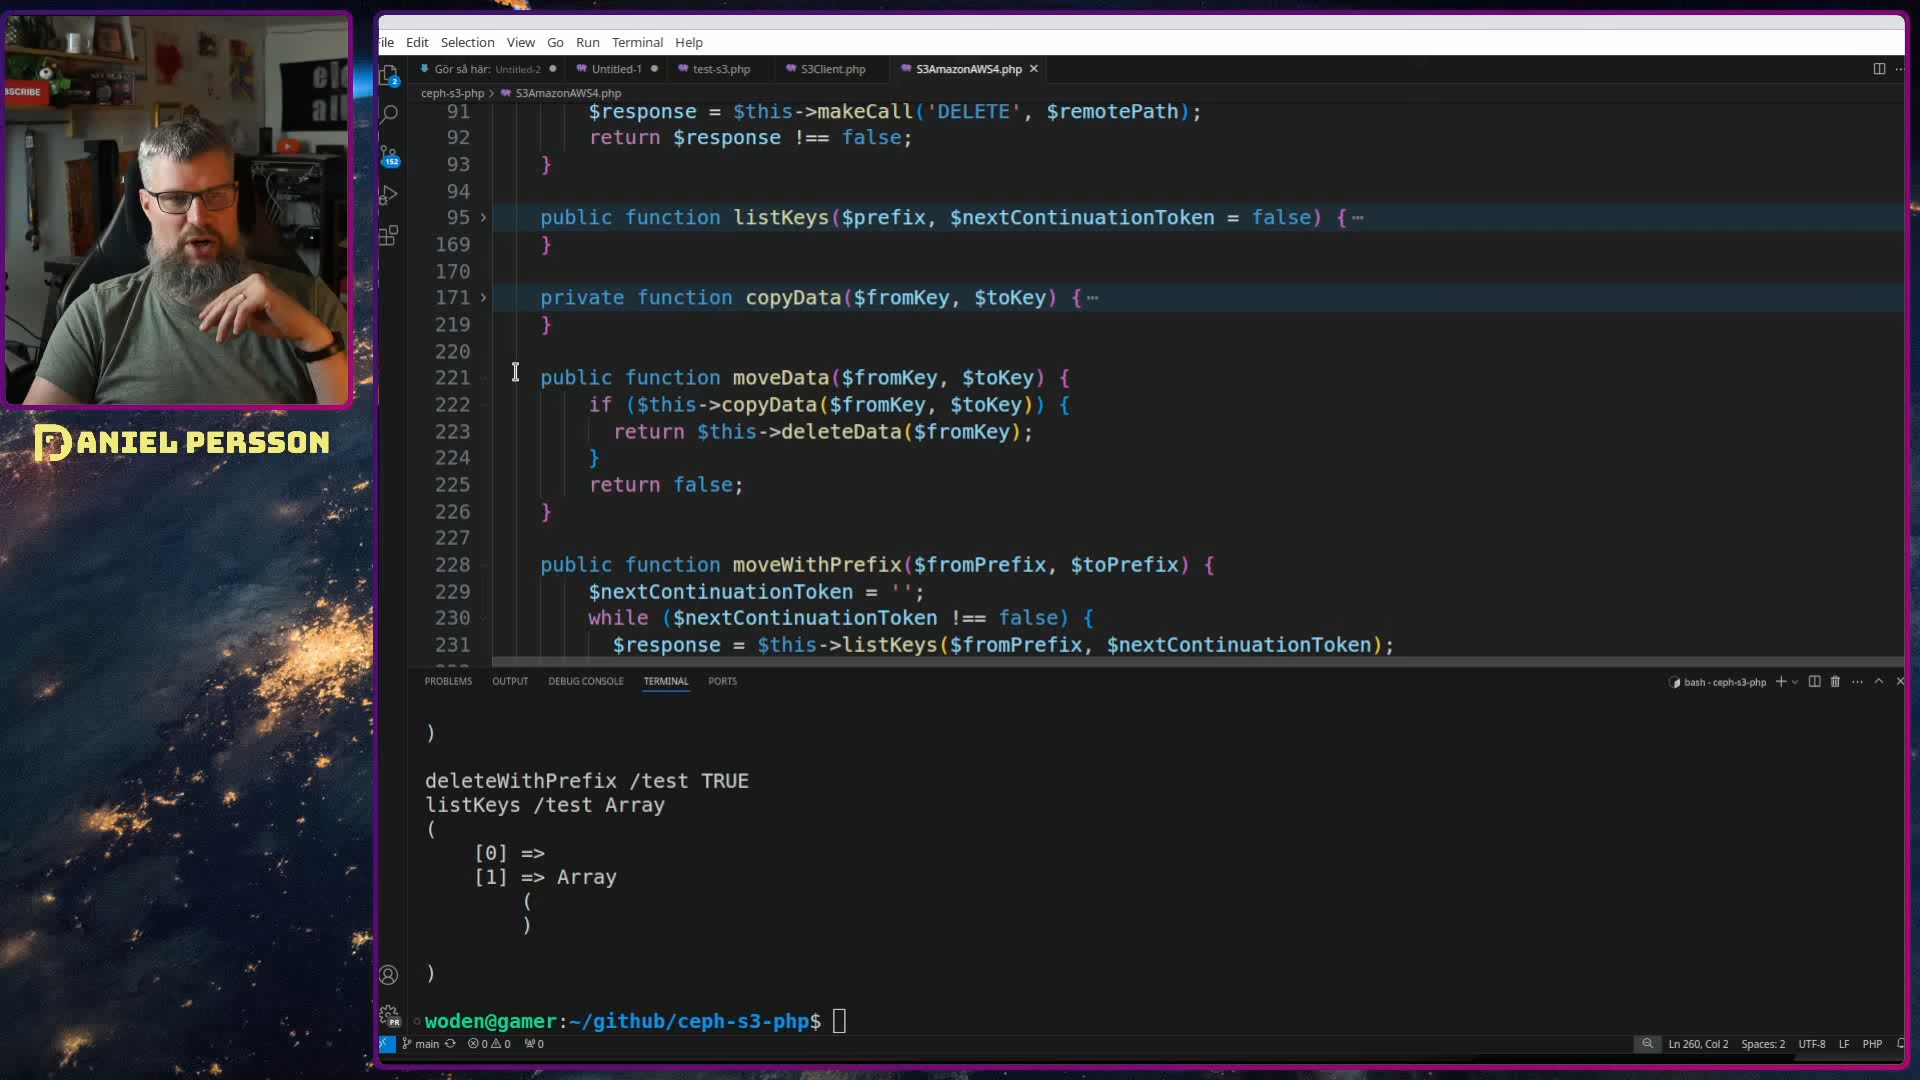 SUBSCRIBE
DANIEL PERSSON
File Edit Selection View Go Run Terminal Help
Gör så här: Untitled-2 ● Untitled-1 ● test-s3.php S3Client.php S3AmazonAWS4.php
ceph-s3-php > S3AmazonAWS4.php
91 $response = $this->makeCall('DELETE', $remotePath);
92 return $response !== false;
93 }
94
95 public function listKeys($prefix, $nextContinuationToken = false) {⋯
169 }
170
171 private function copyData($fromKey, $toKey) {⋯
219 }
220
221 public function moveData($fromKey, $toKey) {
222 if ($this->copyData($fromKey, $toKey)) {
223 return $this->deleteData($fromKey);
224 }
225 return false;
226 }
227
228 public function moveWithPrefix($fromPrefix, $toPrefix) {
229 $nextContinuationToken = '';
230 while ($nextContinuationToken !== false) {
231 $response = $this->listKeys($fromPrefix, $nextContinuationToken);
2
152
PROBLEMS OUTPUT DEBUG CONSOLE TERMINAL PORTS
bash - ceph-s3-php
)
deleteWithPrefix /test TRUE
listKeys /test Array
(
[0] =>
[1] => Array
(
)
)
woden@gamer:~/github/ceph-s3-php$
PR
main 0 0 0
Ln 260, Col 2 Spaces: 2 UTF-8 LF PHP